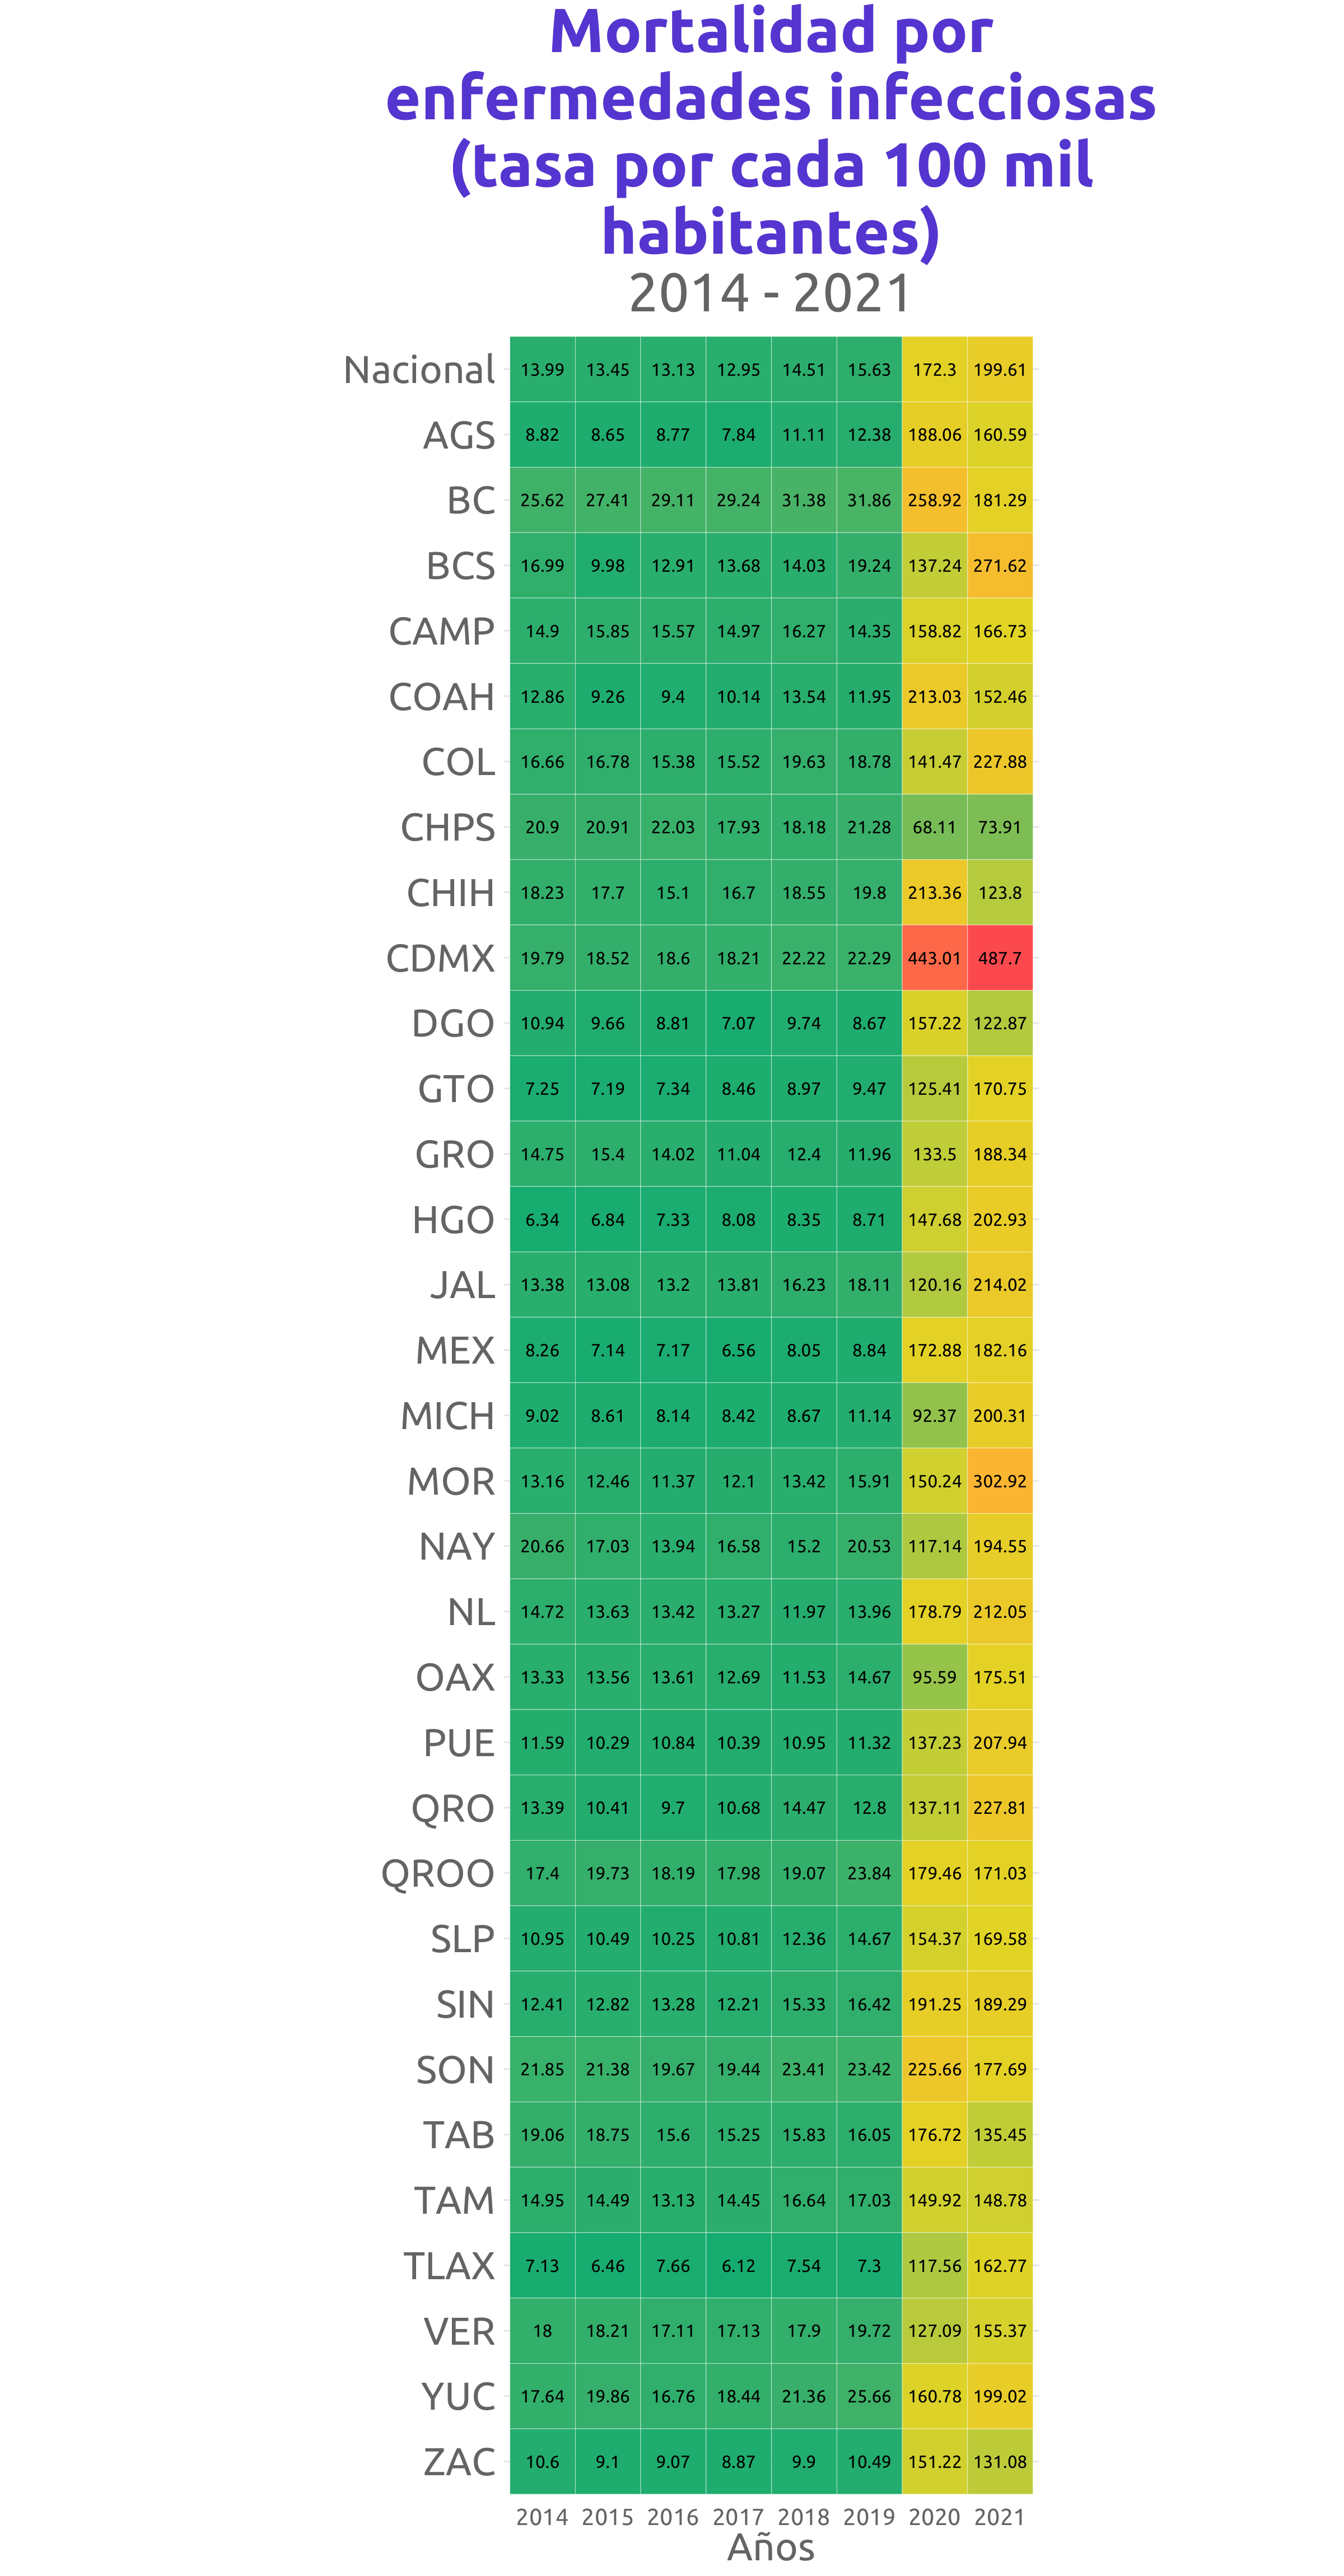 Mortalidad por
enfermedades infecciosas
(tasa por cada 100 mil
habitantes)
2014 - 2021
Nacional 13.99 13.45 13.13 12.95 14.51 15.63 172.3 199.61
AGS 8.82 8.65 8.77 7.84 11.11 12.38 188.06 160.59
BC 25.62 27.41 29.11 29.24 31.38 31.86 258.92 181.29
BCS 16.99 9.98 12.91 13.68 14.03 19.24 137.24 271.62
CAMP 14.9 15.85 15.57 14.97 16.27 14.35 158.82 166.73
COAH 12.86 9.26 9.4 10.14 13.54 11.95 213.03 152.46
COL 16.66 16.78 15.38 15.52 19.63 18.78 141.47 227.88
CHPS 20.9 20.91 22.03 17.93 18.18 21.28 68.11 73.91
CHIH 18.23 17.7 15.1 16.7 18.55 19.8 213.36 123.8
CDMX 19.79 18.52 18.6 18.21 22.22 22.29 443.01 487.7
DGO 10.94 9.66 8.81 7.07 9.74 8.67 157.22 122.87
GTO 7.25 7.19 7.34 8.46 8.97 9.47 125.41 170.75
GRO 14.75 15.4 14.02 11.04 12.4 11.96 133.5 188.34
HGO 6.34 6.84 7.33 8.08 8.35 8.71 147.68 202.93
JAL 13.38 13.08 13.2 13.81 16.23 18.11 120.16 214.02
MEX 8.26 7.14 7.17 6.56 8.05 8.84 172.88 182.16
MICH 9.02 8.61 8.14 8.42 8.67 11.14 92.37 200.31
MOR 13.16 12.46 11.37 12.1 13.42 15.91 150.24 302.92
NAY 20.66 17.03 13.94 16.58 15.2 20.53 117.14 194.55
NL 14.72 13.63 13.42 13.27 11.97 13.96 178.79 212.05
OAX 13.33 13.56 13.61 12.69 11.53 14.67 95.59 175.51
PUE 11.59 10.29 10.84 10.39 10.95 11.32 137.23 207.94
QRO 13.39 10.41 9.7 10.68 14.47 12.8 137.11 227.81
QROO 17.4 19.73 18.19 17.98 19.07 23.84 179.46 171.03
SLP 10.95 10.49 10.25 10.81 12.36 14.67 154.37 169.58
SIN 12.41 12.82 13.28 12.21 15.33 16.42 191.25 189.29
SON 21.85 21.38 19.67 19.44 23.41 23.42 225.66 177.69
TAB 19.06 18.75 15.6 15.25 15.83 16.05 176.72 135.45
TAM 14.95 14.49 13.13 14.45 16.64 17.03 149.92 148.78
TLAX 7.13 6.46 7.66 6.12 7.54 7.3 117.56 162.77
VER 18 18.21 17.11 17.13 17.9 19.72 127.09 155.37
YUC 17.64 19.86 16.76 18.44 21.36 25.66 160.78 199.02
ZAC 10.6 9.1 9.07 8.87 9.9 10.49 151.22 131.08
2014 2015 2016 2017 2018 2019 2020 2021
Años